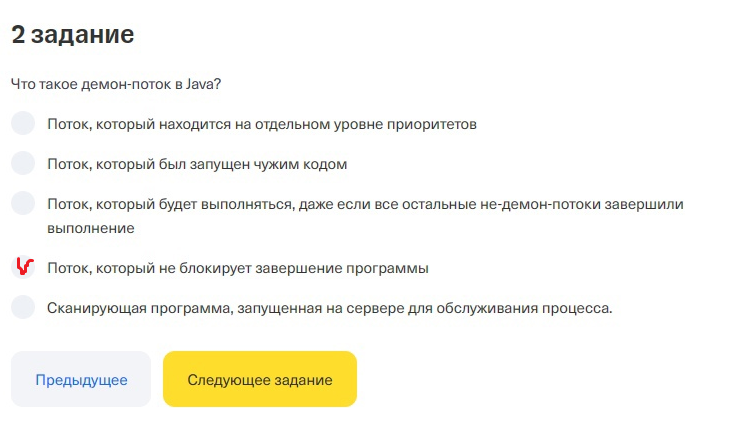 2 задание
Что такое демон-поток в Java?
Поток, который находится на отдельном уровне приоритетов
Поток, который был запущен чужим кодом
Поток, который будет выполняться, даже если все остальные не-демон-потоки завершили
выполнение
Поток, который не блокирует завершение программы
Сканирующая программа, запущенная на сервере для обслуживания процесса.
Предыдущее
Следующее задание